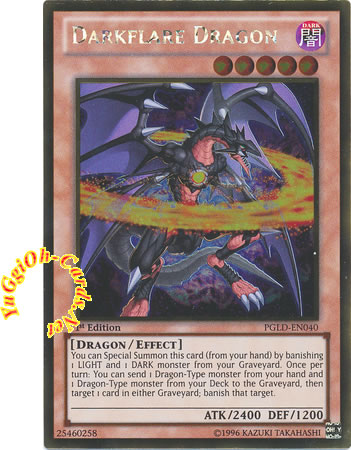 DARKFLARE DRAGON
DARK
闇
YuGgiOh-Cards.Net
1st Edition
PGLD-EN040
[DRAGON / EFFECT]
You can Special Summon this card (from your hand) by banishing
1 LIGHT and 1 DARK monster from your Graveyard. Once per
turn: You can send 1 Dragon-Type monster from your hand and
1 Dragon-Type monster from your Deck to the Graveyard, then
target 1 card in either Graveyard; banish that target.
ATK/2400 DEF/1200
25460258
©1996 KAZUKI TAKAHASHI